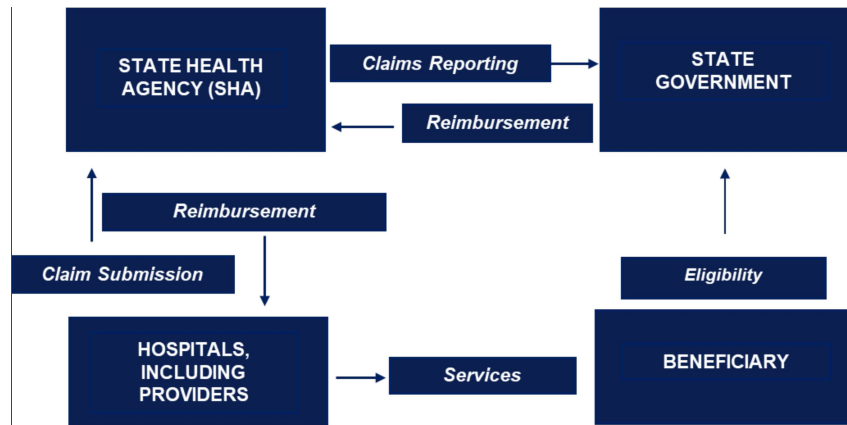 STATE HEALTH
AGENCY (SHA)
Claims Reporting
STATE
GOVERNMENT
Reimbursement
Reimbursement
Claim Submission
Eligibility
HOSPITALS,
INCLUDING
PROVIDERS
Services
BENEFICIARY